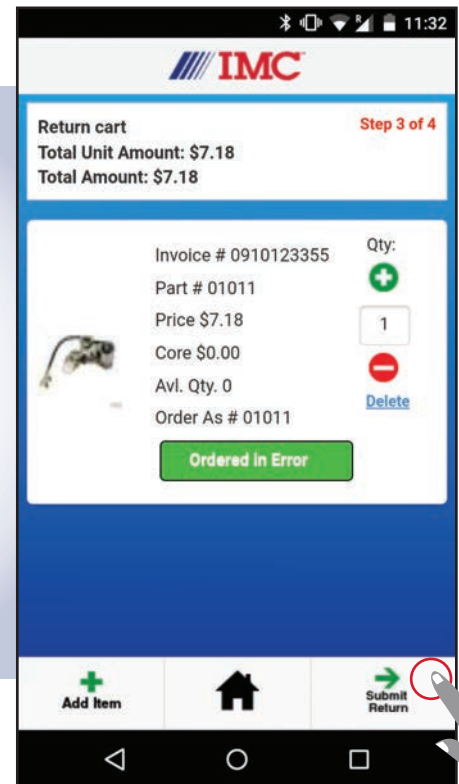 11:32
IMC
Return cart
Step 3 of 4
Total Unit Amount: $7.18
Total Amount: $7.18
Invoice # 0910123355
Qty:
Part # 01011
Price $7.18
1
Core $0.00
Avl. Qty. 0
Delete
Order As # 01011
Ordered in Error
Add Item
Submit
Return